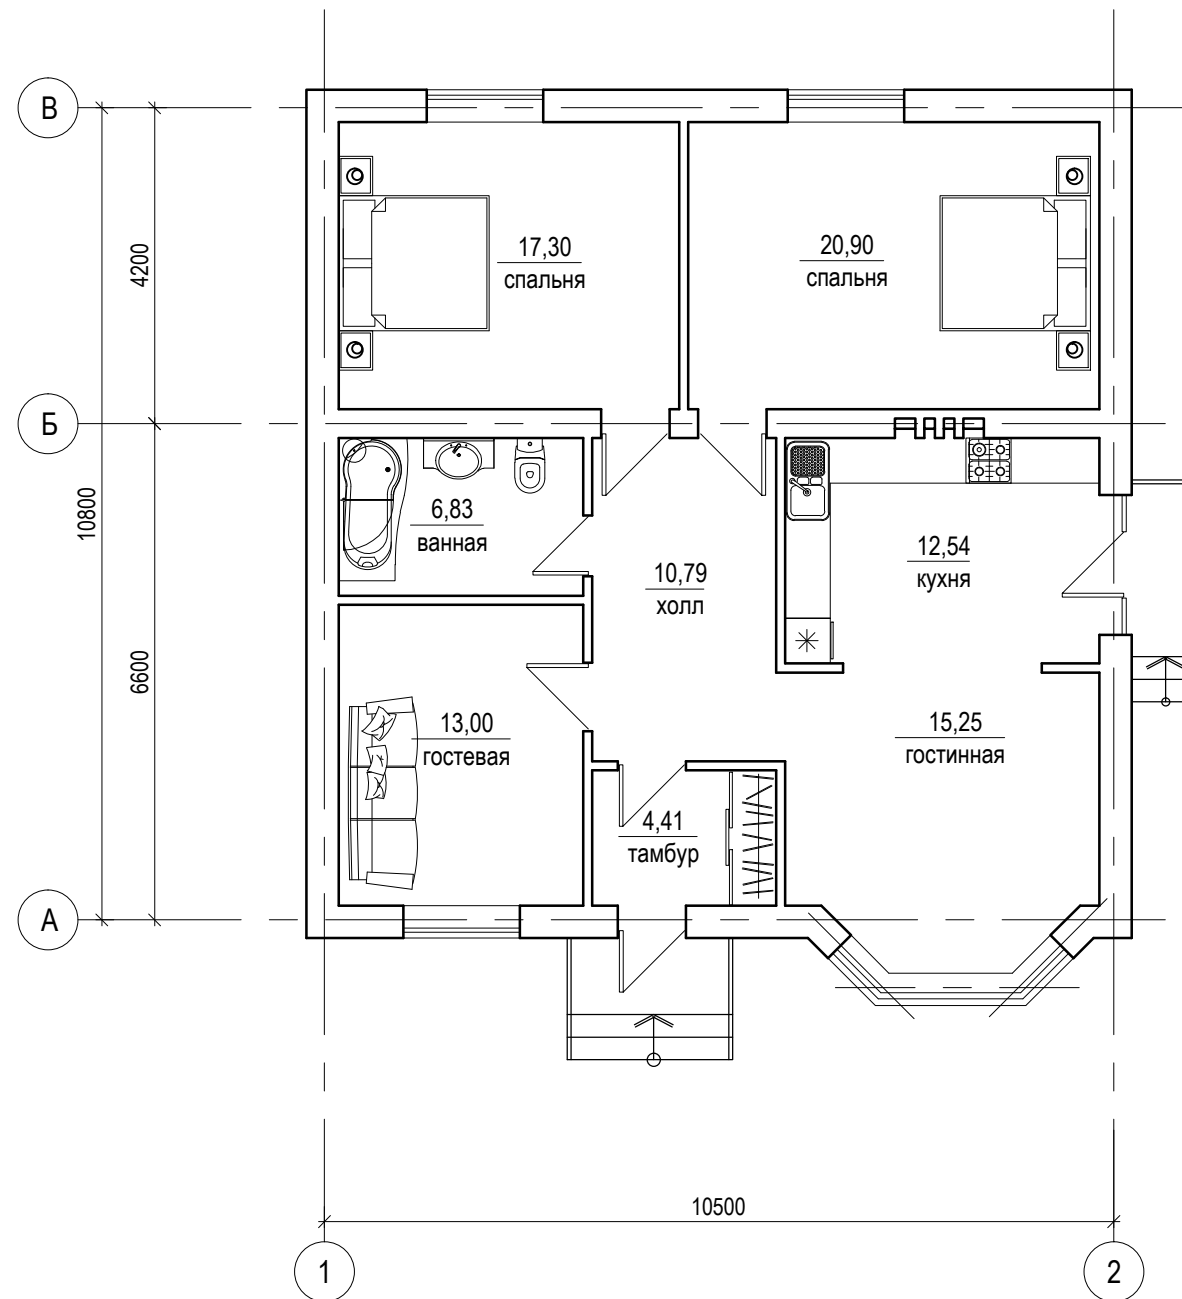 В
17,30
спальня
20,90
спальня
4200
Б
10800
6,83
ванная
12,54
кухня
10,79
холл
6600
13,00
гостевая
15,25
гостинная
4,41
тамбур
А
10500
1
2